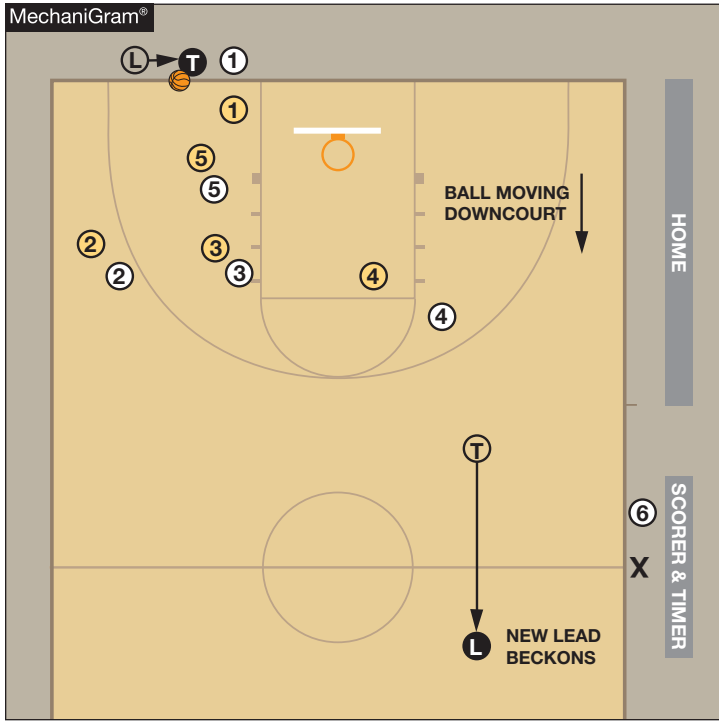 MechaniGram®
L
T
1
1
5
5
BALL MOVING
DOWNCOURT
HOME
2
2
3
3
4
4
T
6
X
SCORER & TIMER
L
NEW LEAD
BECKONS